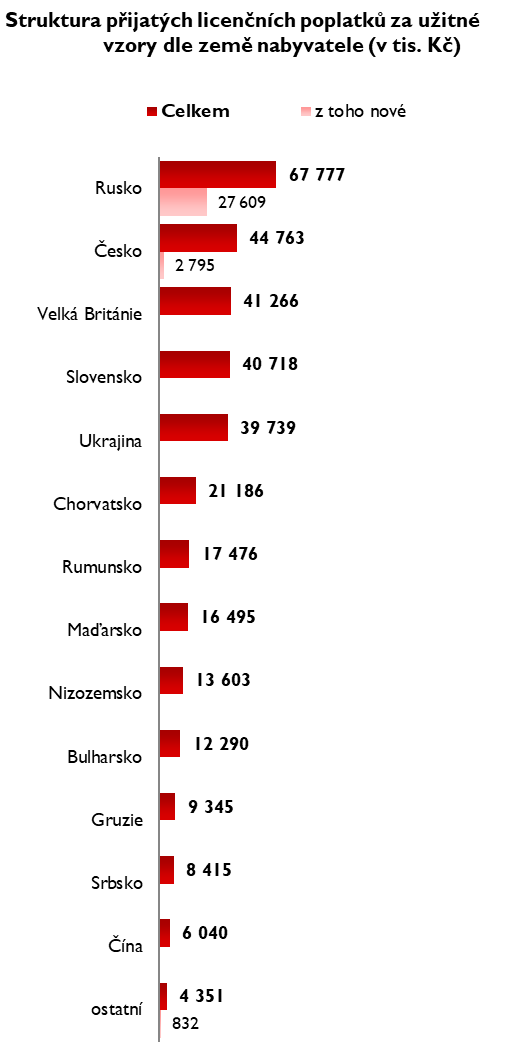 Struktura přijatých licenčních poplatků za užitné
vzory dle země nabyvatele (v tis. Kč)
Celkem z toho nové
Rusko 67 777
27 609
Česko 44 763
2 795
Velká Británie 41 266
Slovensko 40 718
Ukrajina 39 739
Chorvatsko 21 186
Rumunsko 17 476
Maďarsko 16 495
Nizozemsko 13 603
Bulharsko 12 290
Gruzie 9 345
Srbsko 8 415
Čína 6 040
ostatní 4 351
832